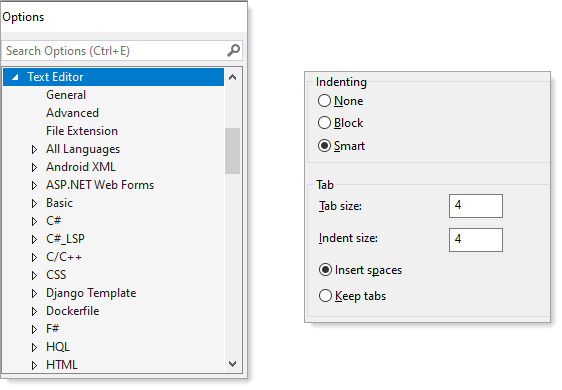 Options
Search Options (Ctrl+E)
Text Editor
General
Advanced
File Extension
All Languages
Android XML
ASP.NET Web Forms
Basic
C#
C#_LSP
C/C++
CSS
Django Template
Dockerfile
F#
HQL
HTML
Indenting
None
Block
Smart
Tab
Tab size: 4
Indent size: 4
Insert spaces
Keep tabs